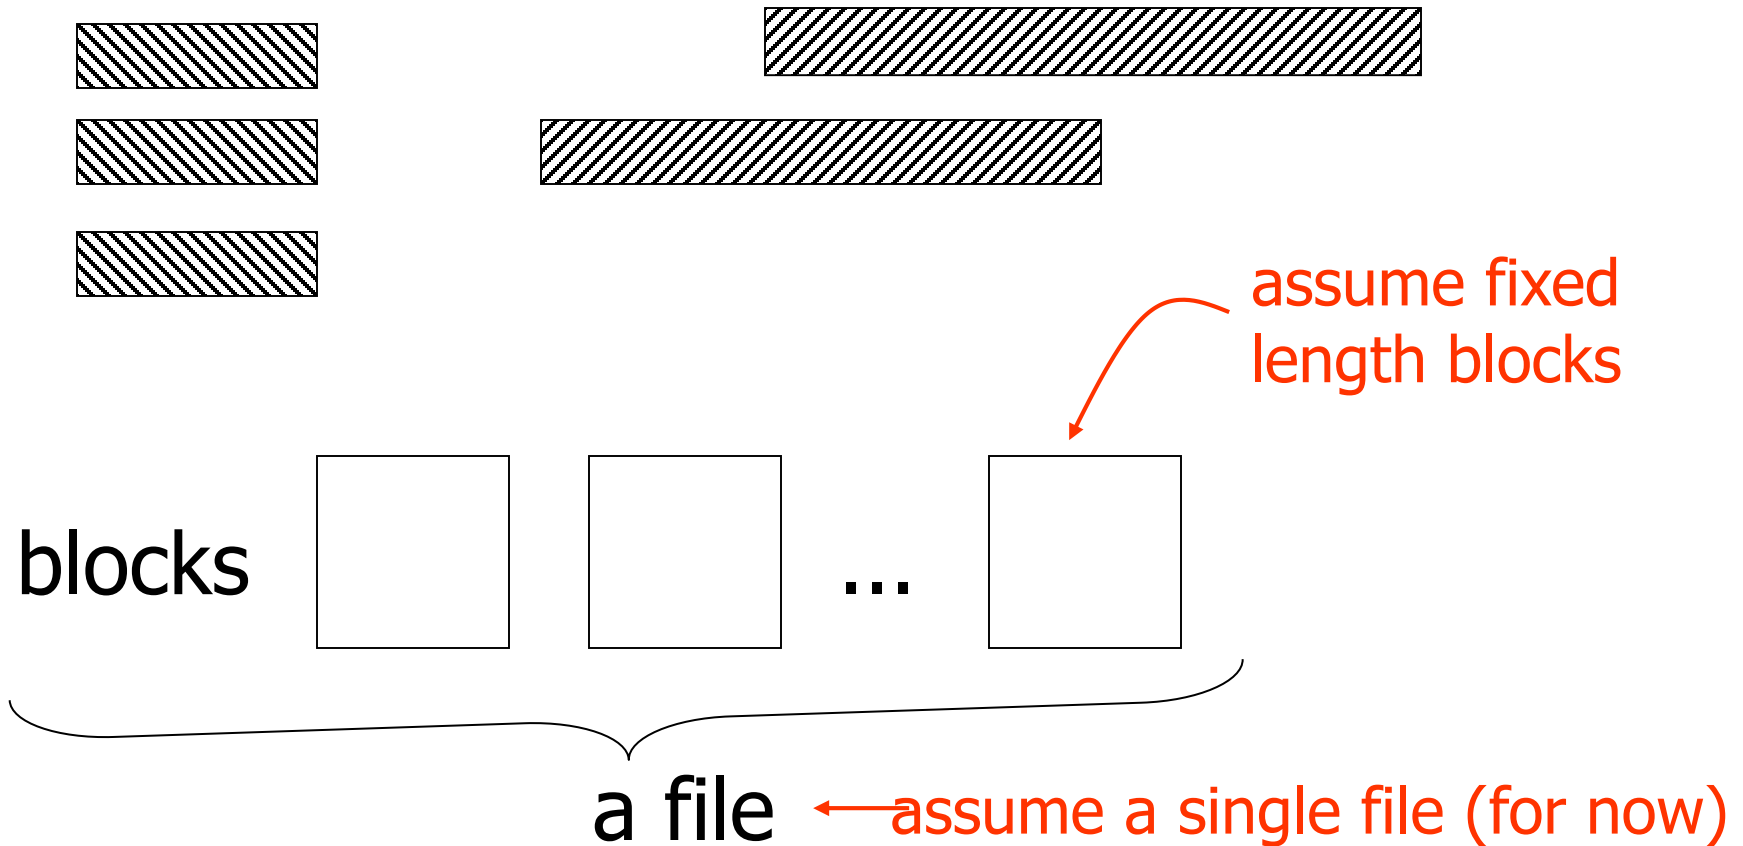 assume fixed
length blocks
blocks
...
a file
assume a single file (for now)